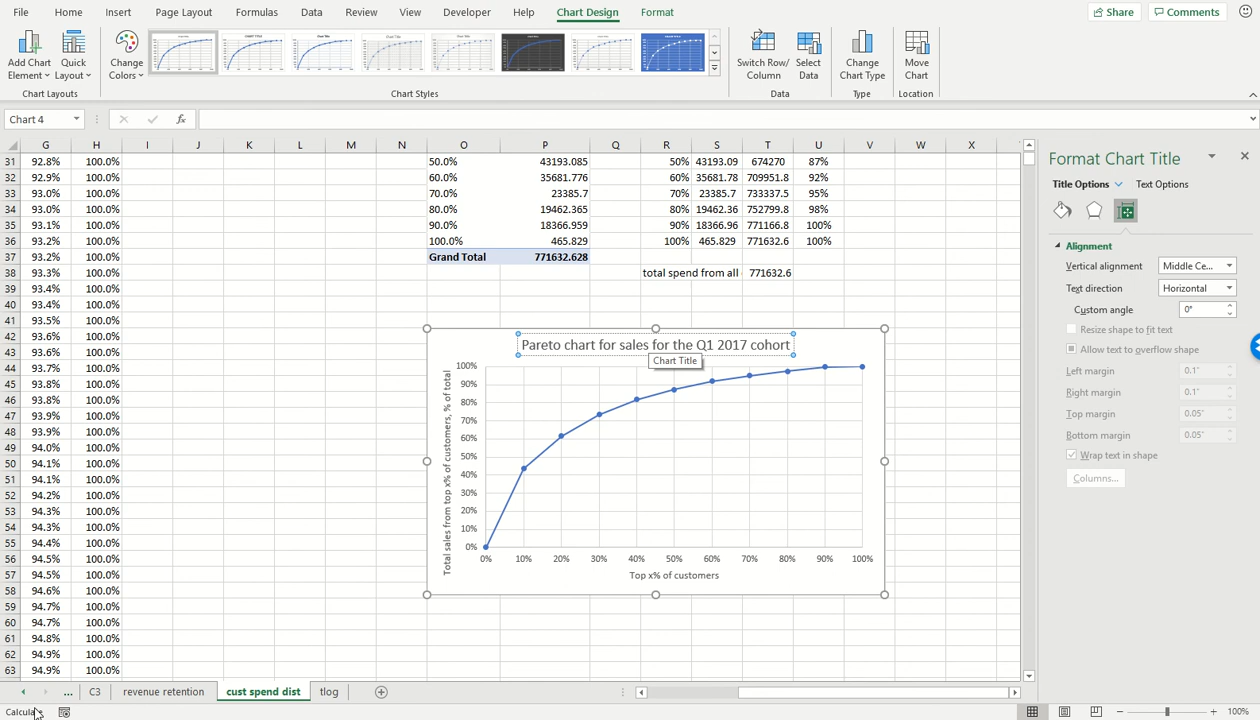 File Home Insert Page Layout Formulas Data Review View Developer Help Chart Design Format Share Comments
Add Chart Element
Quick Layout
Change Colors
Switch Row/ Column
Select Data
Change Chart Type
Move Chart
Chart Layouts Chart Styles Data Type Location
Chart 4 fx
G H I J K L M N O P Q R S T U V W X
31 92.8% 100.0% 50.0% 43193.085 50% 43193.09 674270 87%
32 92.9% 100.0% 60.0% 35681.776 60% 35681.78 709951.8 92%
33 93.0% 100.0% 70.0% 23385.7 70% 23385.7 733337.5 95%
34 93.0% 100.0% 80.0% 19462.365 80% 19462.36 752799.8 98%
35 93.1% 100.0% 90.0% 18366.959 90% 18366.96 771166.8 100%
36 93.2% 100.0% 100.0% 465.829 100% 465.829 771632.6 100%
37 93.2% 100.0% Grand Total 771632.628
38 93.3% 100.0% total spend from all 771632.6
39 93.4% 100.0%
40 93.4% 100.0%
41 93.5% 100.0%
42 93.6% 100.0%
43 93.6% 100.0%
44 93.7% 100.0%
45 93.8% 100.0%
46 93.8% 100.0%
47 93.9% 100.0%
48 93.9% 100.0%
49 94.0% 100.0%
50 94.1% 100.0%
51 94.1% 100.0%
52 94.2% 100.0%
53 94.3% 100.0%
54 94.3% 100.0%
55 94.4% 100.0%
56 94.5% 100.0%
57 94.5% 100.0%
58 94.6% 100.0%
59 94.7% 100.0%
60 94.7% 100.0%
61 94.8% 100.0%
62 94.9% 100.0%
63 94.9% 100.0%
Pareto chart for sales for the Q1 2017 cohort
Chart Title
Total sales from top x% of customers, % of total
100%
90%
80%
70%
60%
50%
40%
30%
20%
10%
0%
0% 10% 20% 30% 40% 50% 60% 70% 80% 90% 100%
Top x% of customers
Format Chart Title
Title Options Text Options
Alignment
Vertical alignment Middle Ce...
Text direction Horizontal
Custom angle 0°
Resize shape to fit text
Allow text to overflow shape
Left margin 0.1"
Right margin 0.1"
Top margin 0.05"
Bottom margin 0.05"
Wrap text in shape
Columns...
... C3 revenue retention cust spend dist tlog
100%